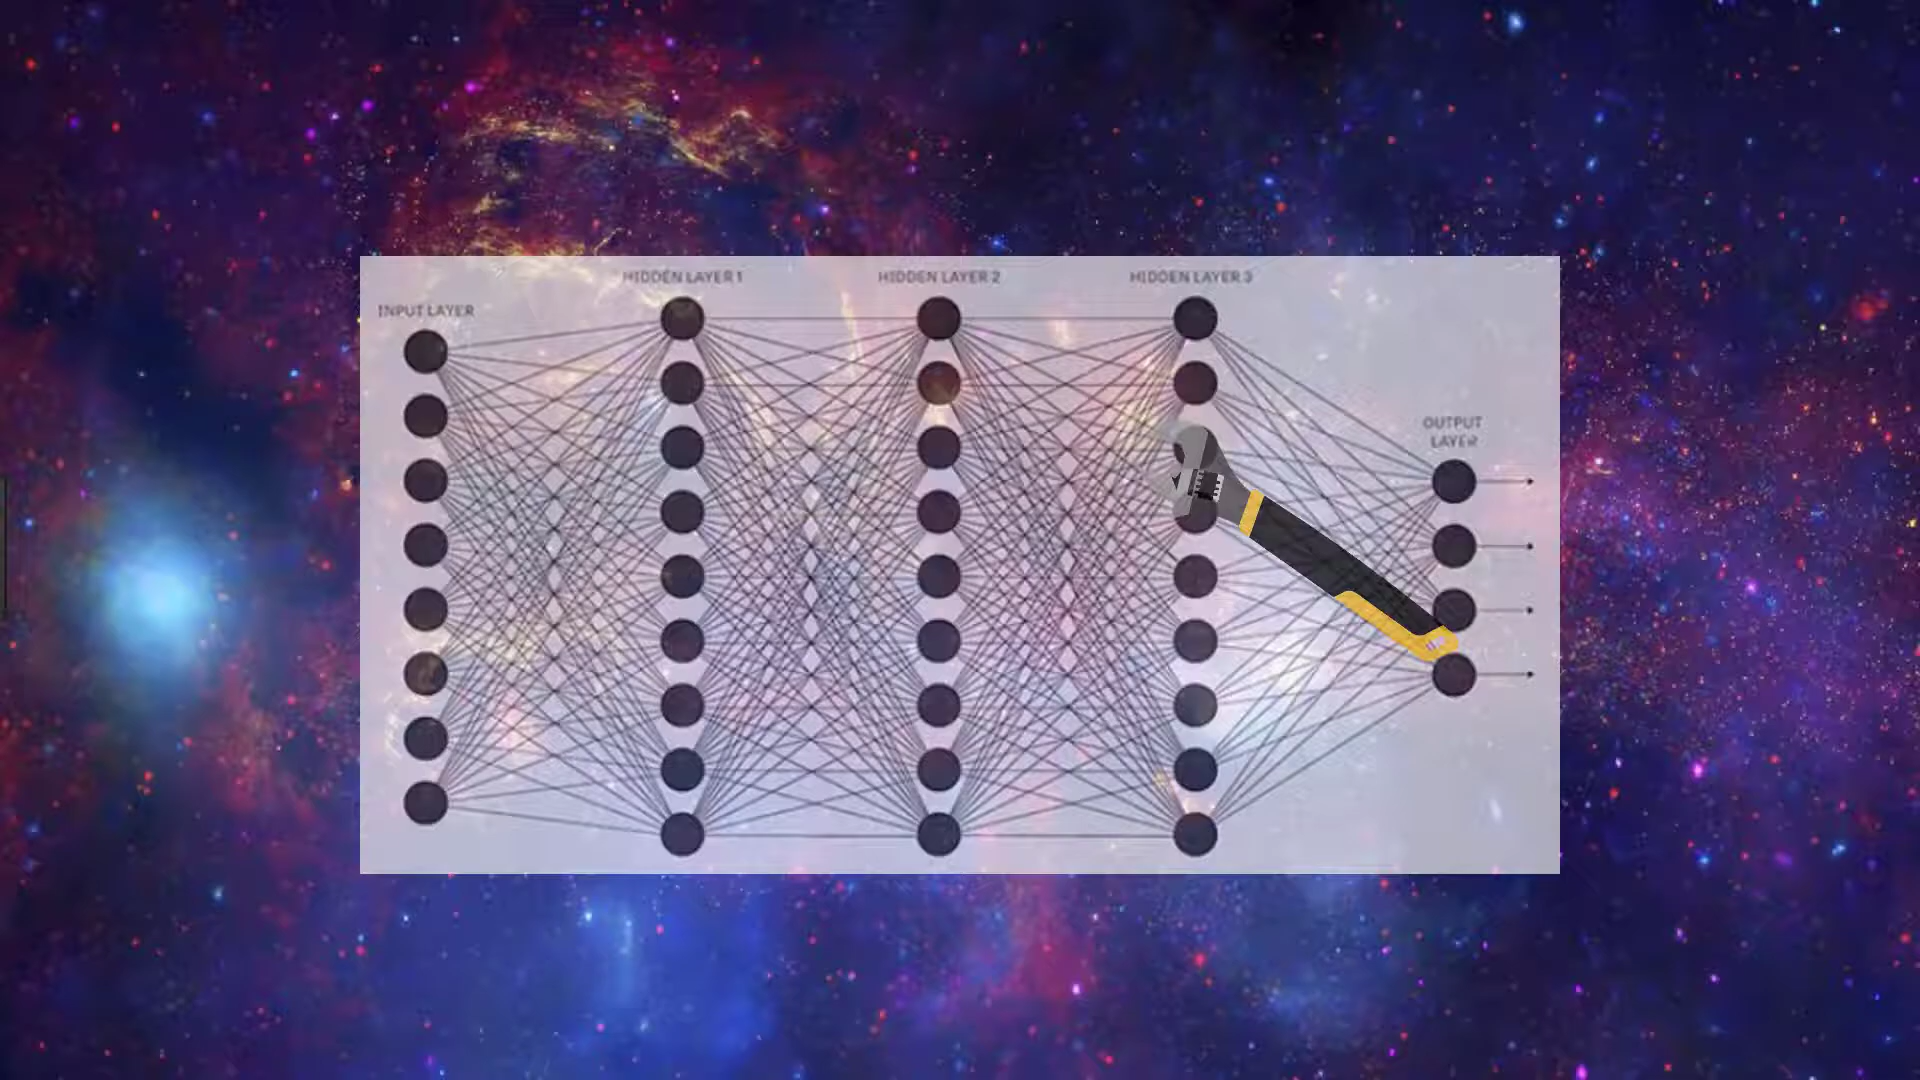 HIDDEN LAYER 1
HIDDEN LAYER 2
HIDDEN LAYER 3
INPUT LAYER
OUTPUT
LAYER